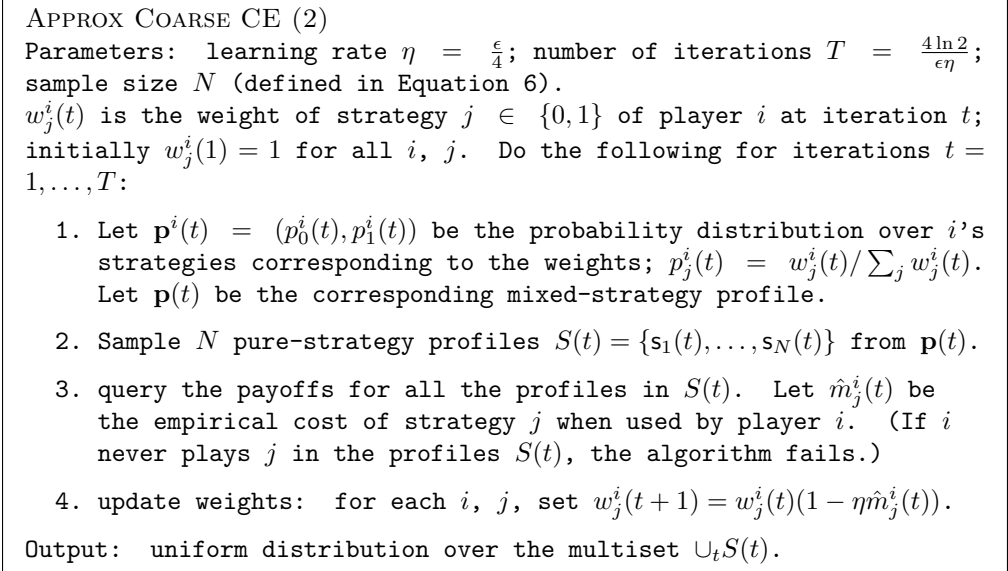 APPROX COARSE CE (2)
Parameters: learning rate η = ϵ/4; number of iterations T = 4 ln 2/ϵη;
sample size N (defined in Equation 6).
w^i_j(t) is the weight of strategy j ∈ {0, 1} of player i at iteration t;
initially w^i_j(1) = 1 for all i, j. Do the following for iterations t =
1, . . . , T:
1. Let p^i(t) = (p^i_0(t), p^i_1(t)) be the probability distribution over i's
strategies corresponding to the weights; p^i_j(t) = w^i_j(t)/∑_j w^i_j(t).
Let p(t) be the corresponding mixed-strategy profile.
2. Sample N pure-strategy profiles S(t) = {s_1(t), . . . , s_N(t)} from p(t).
3. query the payoffs for all the profiles in S(t). Let m̂^i_j(t) be
the empirical cost of strategy j when used by player i. (If i
never plays j in the profiles S(t), the algorithm fails.)
4. update weights: for each i, j, set w^i_j(t + 1) = w^i_j(t)(1 − ηm̂^i_j(t)).
Output: uniform distribution over the multiset ∪_t S(t).